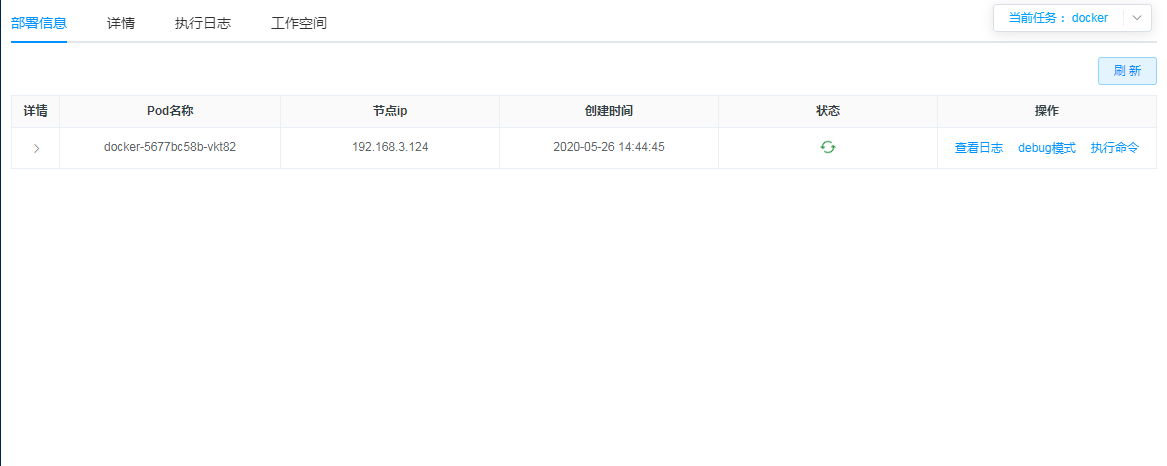 部署信息 详情 执行日志 工作空间 当前任务： docker
刷 新
详情 Pod名称 节点ip 创建时间 状态 操作
docker-5677bc58b-vkt82 192.168.3.124 2020-05-26 14:44:45 查看日志 debug模式 执行命令